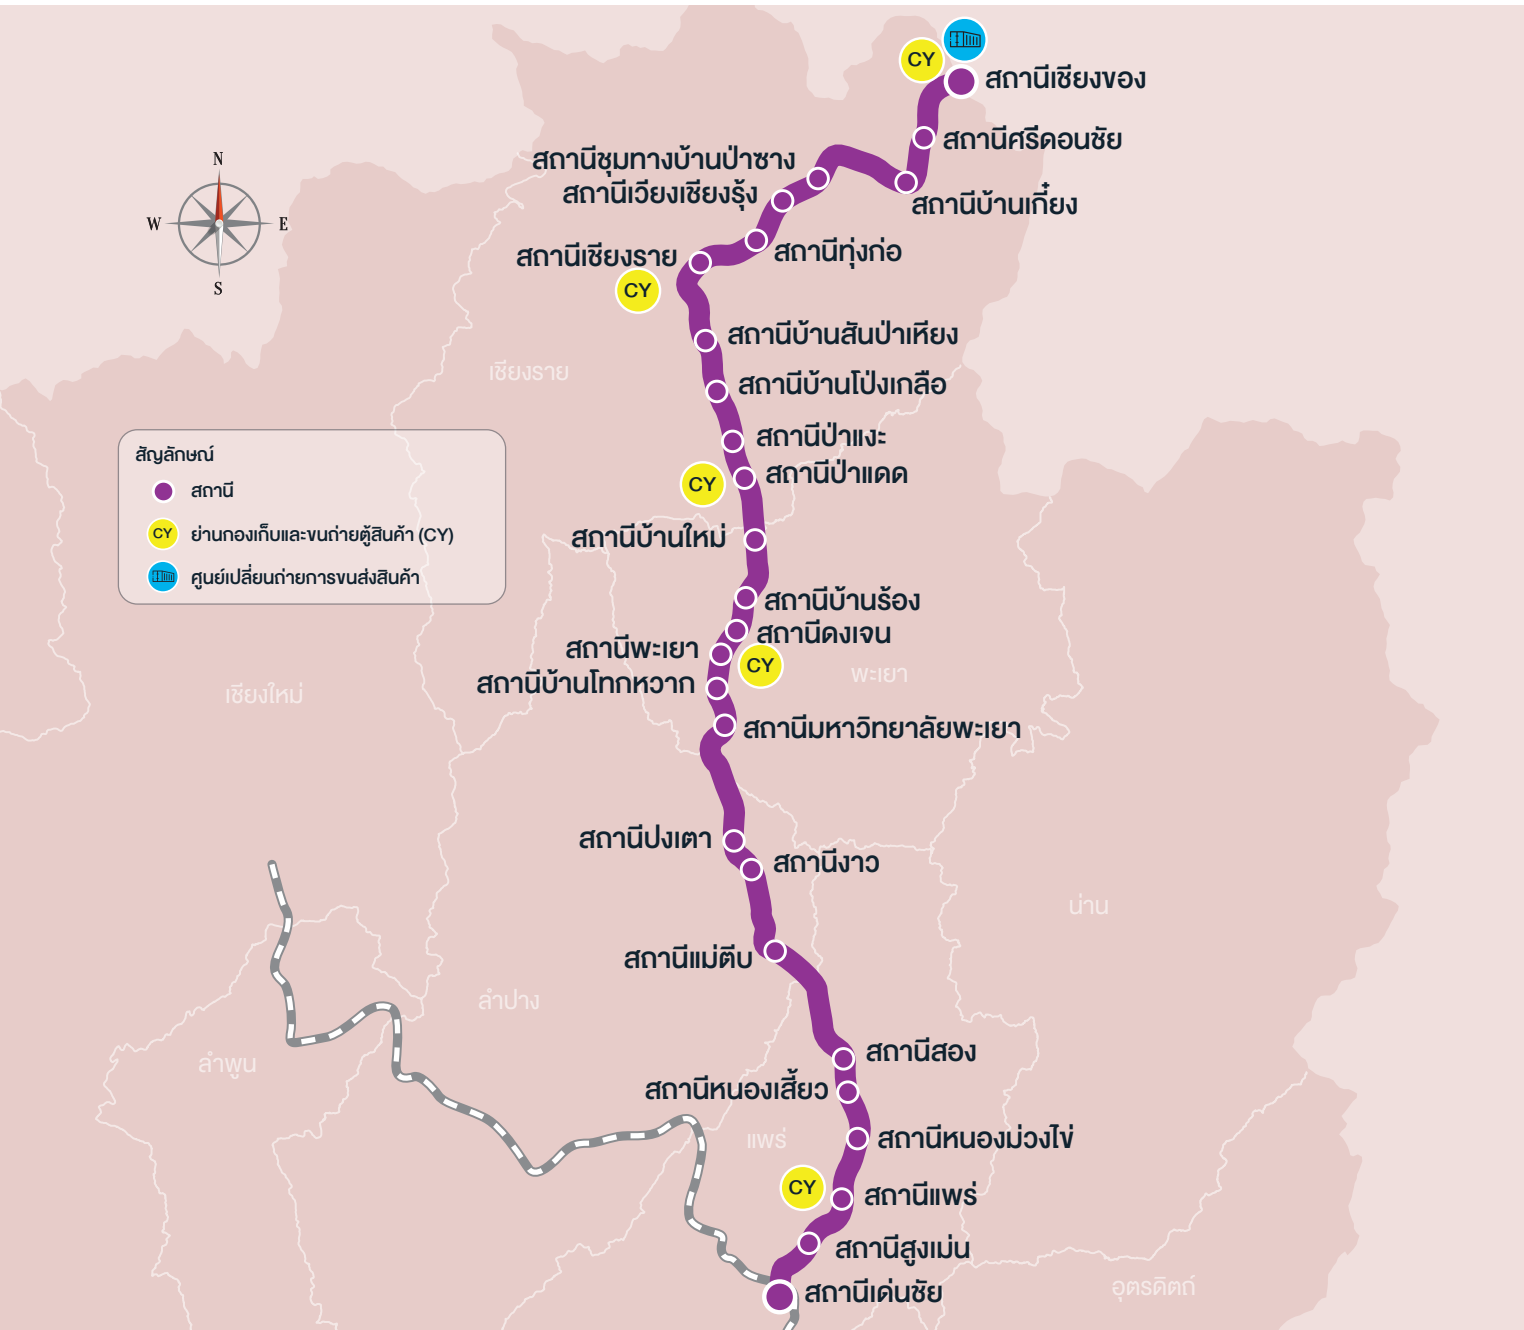 CY
สถานีเชียงของ
สถานีศรีดอนชัย
สถานีชุมทางบ้านป่าซาง
สถานีเวียงเชียงรุ้ง
สถานีบ้านเกี๋ยง
N
W
E
S
สถานีเชียงราย
สถานีทุ่งก่อ
CY
สถานีบ้านสันป่าเหียง
เชียงราย
สถานีบ้านโป่งเกลือ
สถานีป่าแงะ
สถานีป่าแดด
CY
สัญลักษณ์
สถานี
CY ย่านกองเก็บและขนถ่ายตู้สินค้า (CY)
ศูนย์เปลี่ยนถ่ายการขนส่งสินค้า
สถานีบ้านใหม่
สถานีบ้านร้อง
สถานีดงเจน
สถานีพะเยา
CY
พะเยา
สถานีบ้านโทกหวาก
เชียงใหม่
สถานีมหาวิทยาลัยพะเยา
สถานีปงเตา
สถานีงาว
น่าน
สถานีแม่ตีบ
ลำปาง
สถานีสอง
ลำพูน
สถานีหนองเสี้ยว
สถานีหนองม่วงไข่
แพร่
CY
สถานีแพร่
สถานีสูงเม่น
สถานีเด่นชัย
อุตรดิตถ์